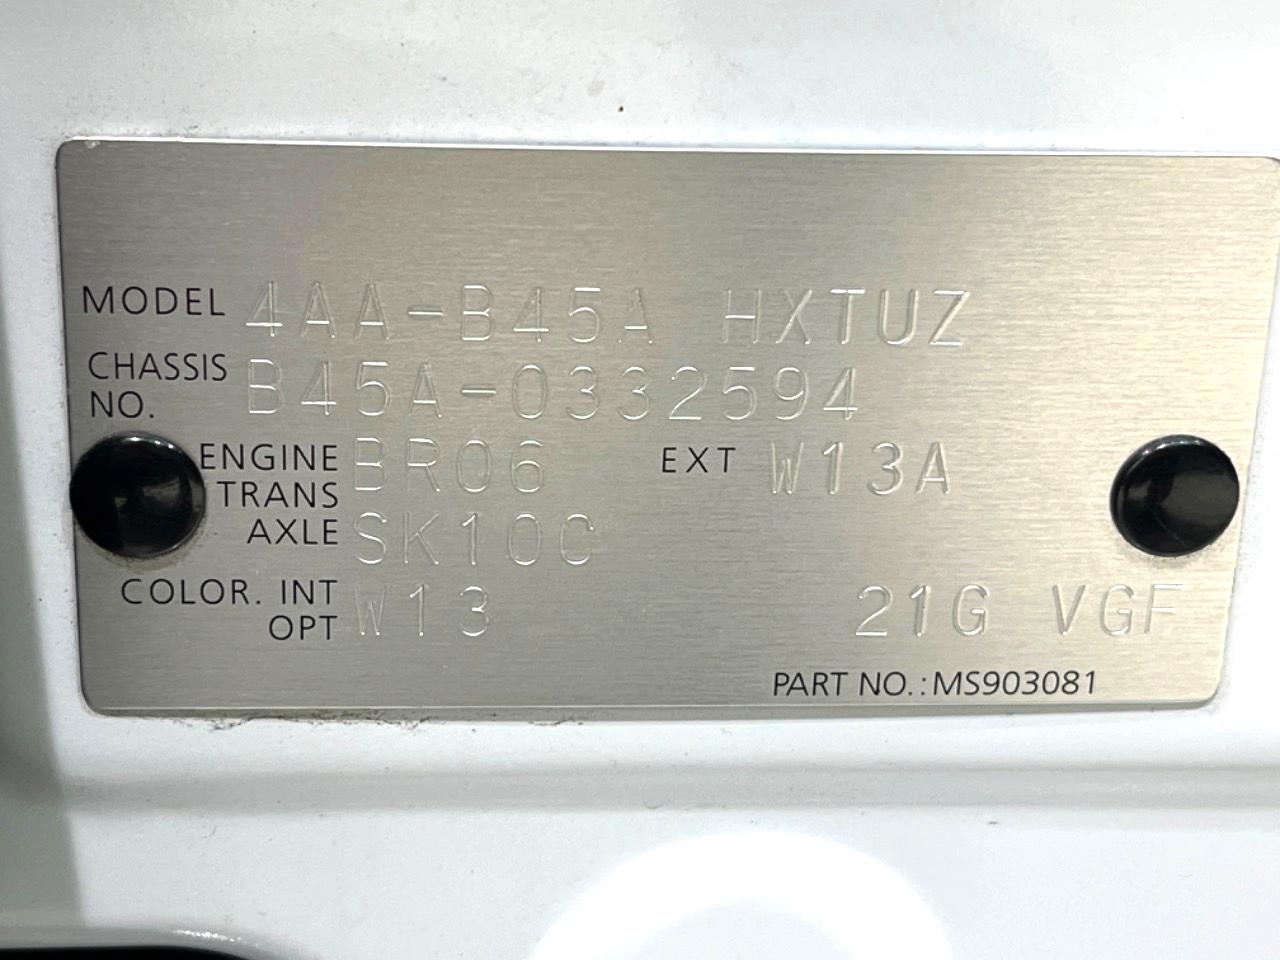 MODEL 4AA-B45A HXTUZ
CHASSIS NO. B45A-0332594
ENGINE BR06 EXT W13A
TRANS AXLE SK10C
COLOR. INT OPT W13 21G VGF
PART NO.:MS903081